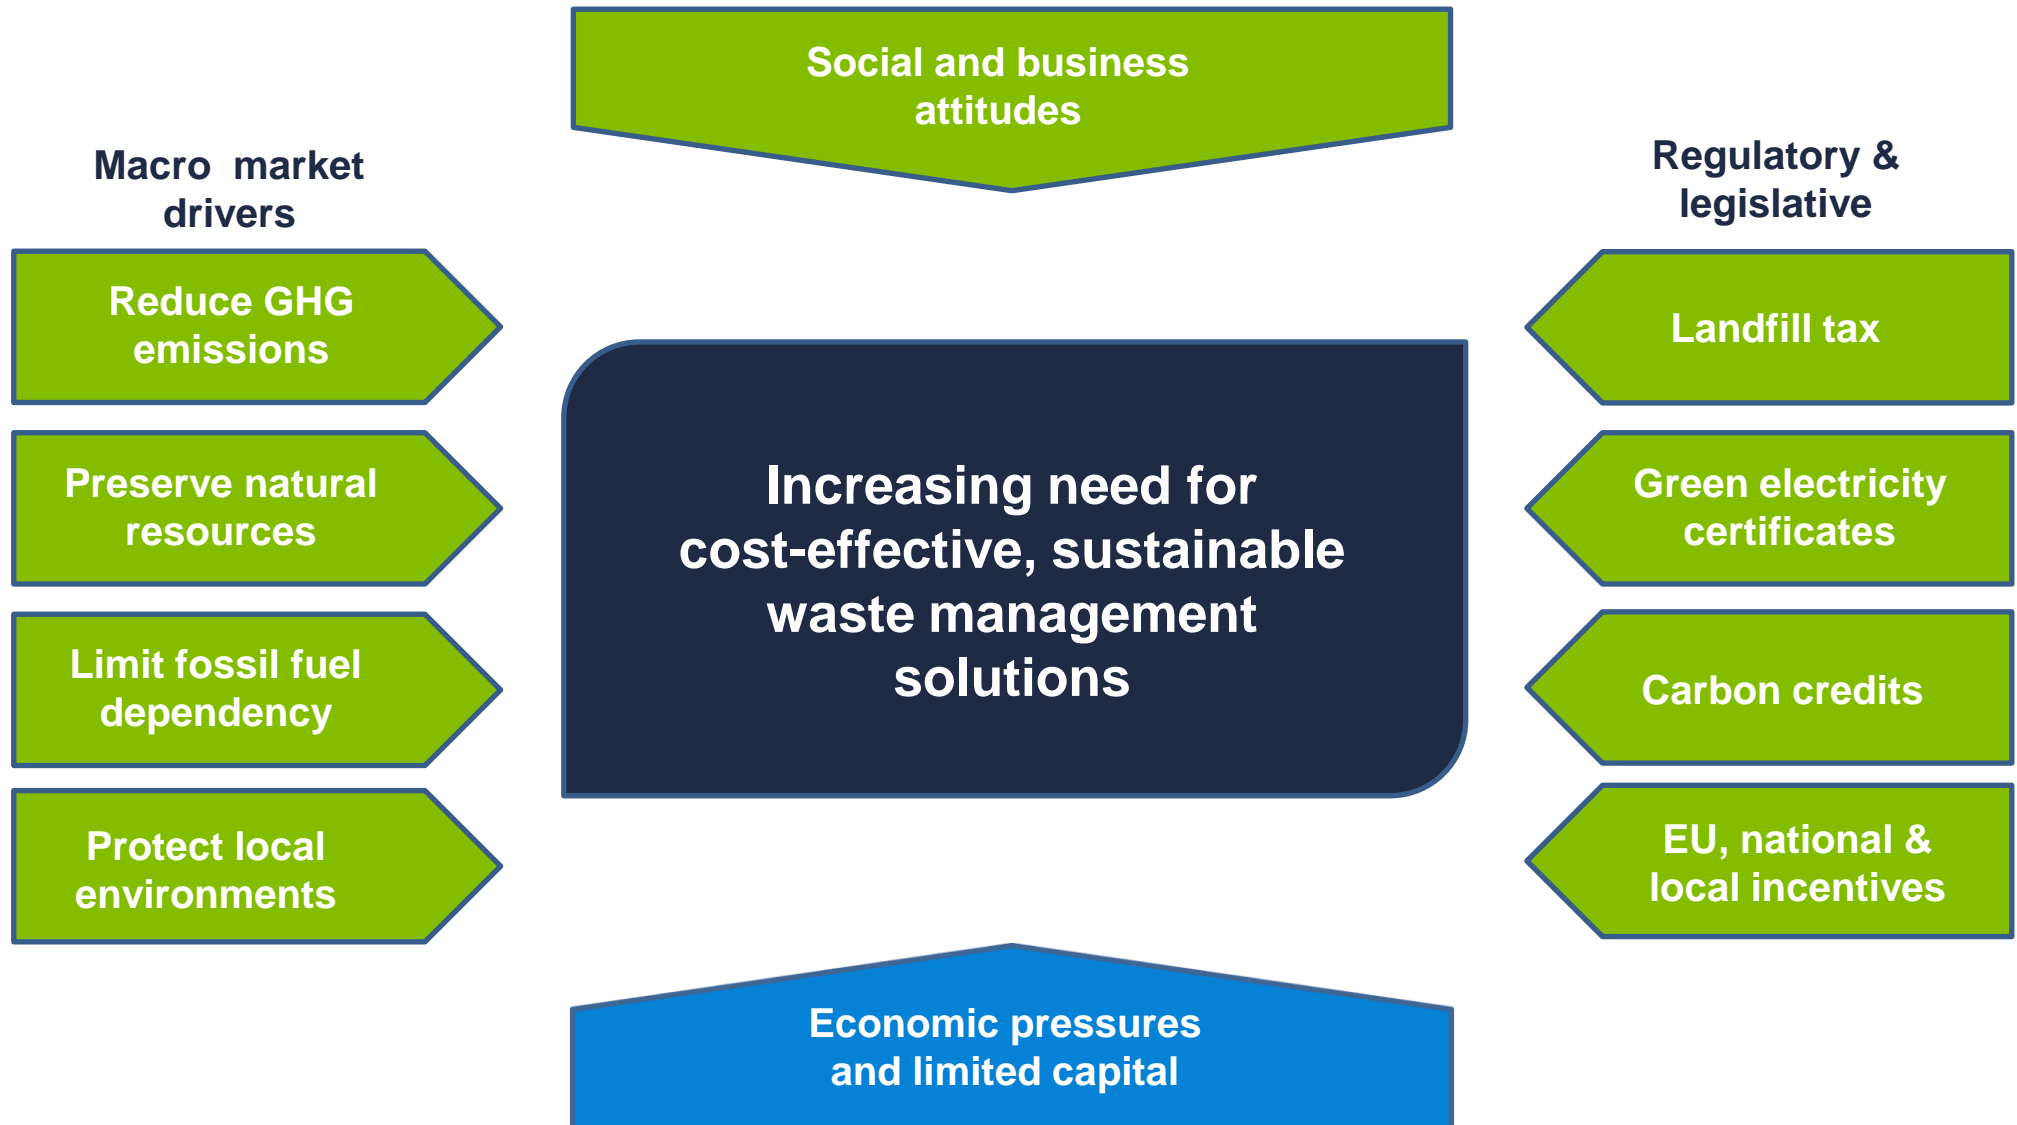 Social and business
attitudes
Macro market
drivers
Reduce GHG
emissions
Preserve natural
resources
Limit fossil fuel
dependency
Protect local
environments
Increasing need for
cost-effective, sustainable
waste management
solutions
Regulatory &
legislative
Landfill tax
Green electricity
certificates
Carbon credits
EU, national &
local incentives
Economic pressures
and limited capital